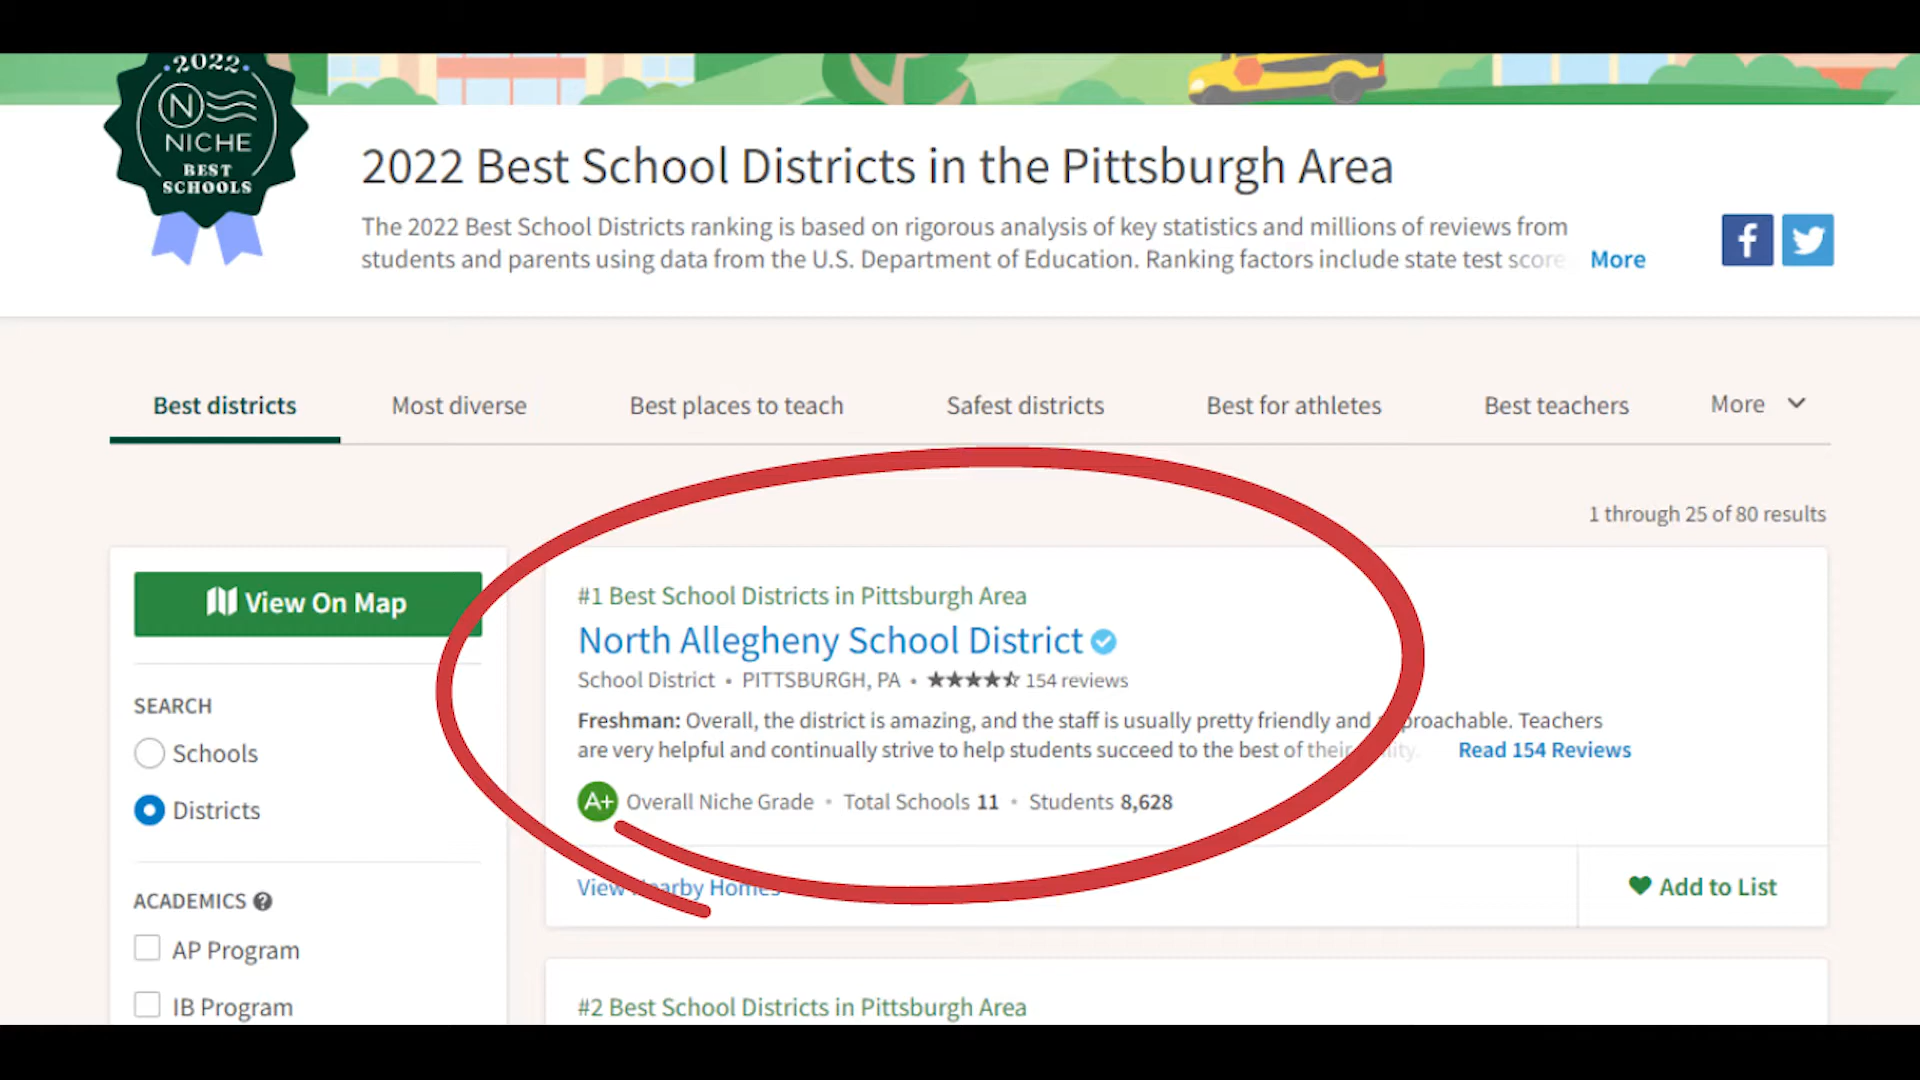 2022
N
NICHE
BEST
SCHOOLS
2022 Best School Districts in the Pittsburgh Area
The 2022 Best School Districts ranking is based on rigorous analysis of key statistics and millions of reviews from
students and parents using data from the U.S. Department of Education. Ranking factors include state test score
More
Best districts
Most diverse
Best places to teach
Safest districts
Best for athletes
Best teachers
More
1 through 25 of 80 results
View On Map
SEARCH
Schools
Districts
ACADEMICS
AP Program
IB Program
#1 Best School Districts in Pittsburgh Area
North Allegheny School District
School District • PITTSBURGH, PA • ★★★★⯪ 154 reviews
Freshman: Overall, the district is amazing, and the staff is usually pretty friendly and approachable. Teachers
are very helpful and continually strive to help students succeed to the best of their
Read 154 Reviews
A+ Overall Niche Grade • Total Schools 11 • Students 8,628
View Nearby Homes
Add to List
#2 Best School Districts in Pittsburgh Area